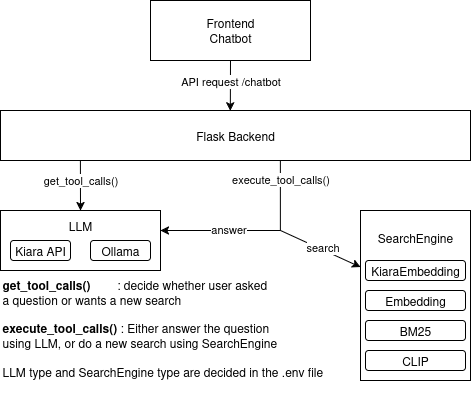 Frontend
Chatbot
API request /chatbot
Flask Backend
get_tool_calls()
execute_tool_calls()
LLM
Kiara API
Ollama
answer
search
SearchEngine
KiaraEmbedding
Embedding
BM25
CLIP
get_tool_calls() : decide whether user asked
a question or wants a new search
execute_tool_calls() : Either answer the question
using LLM, or do a new search using SearchEngine
LLM type and SearchEngine type are decided in the .env file